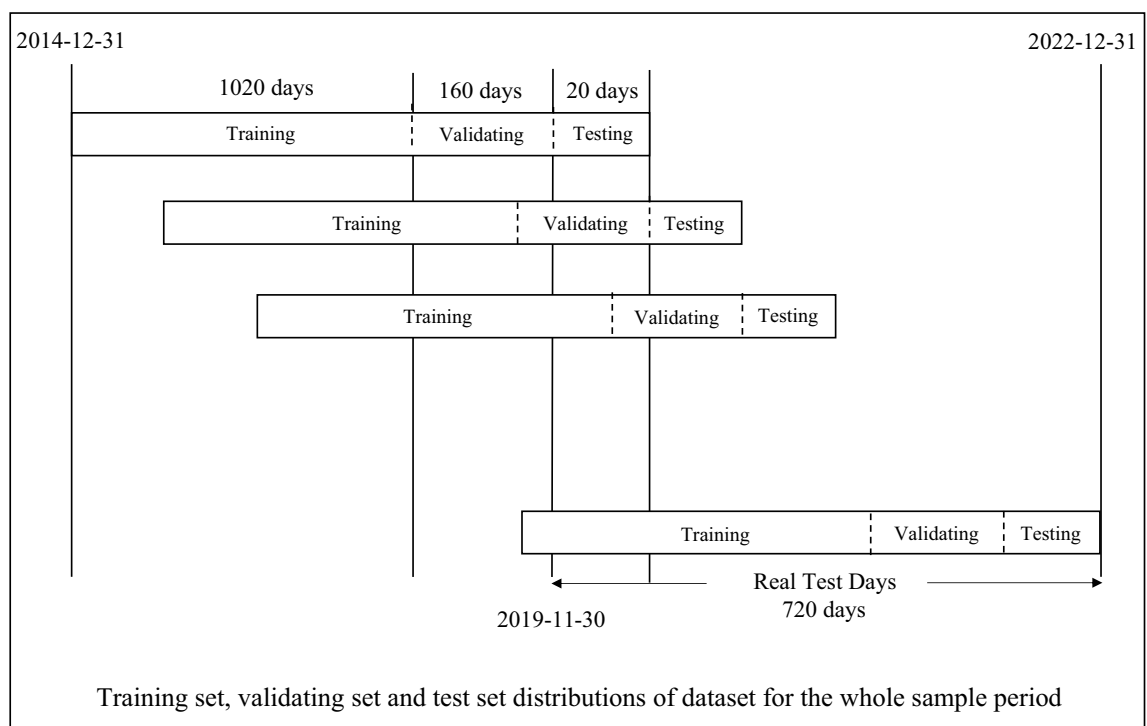 2014-12-31
2022-12-31
1020 days
160 days
20 days
Training
Validating
Testing
Training
Validating
Testing
Training
Validating
Testing
Training
Validating
Testing
Real Test Days
720 days
2019-11-30
Training set, validating set and test set distributions of dataset for the whole sample period